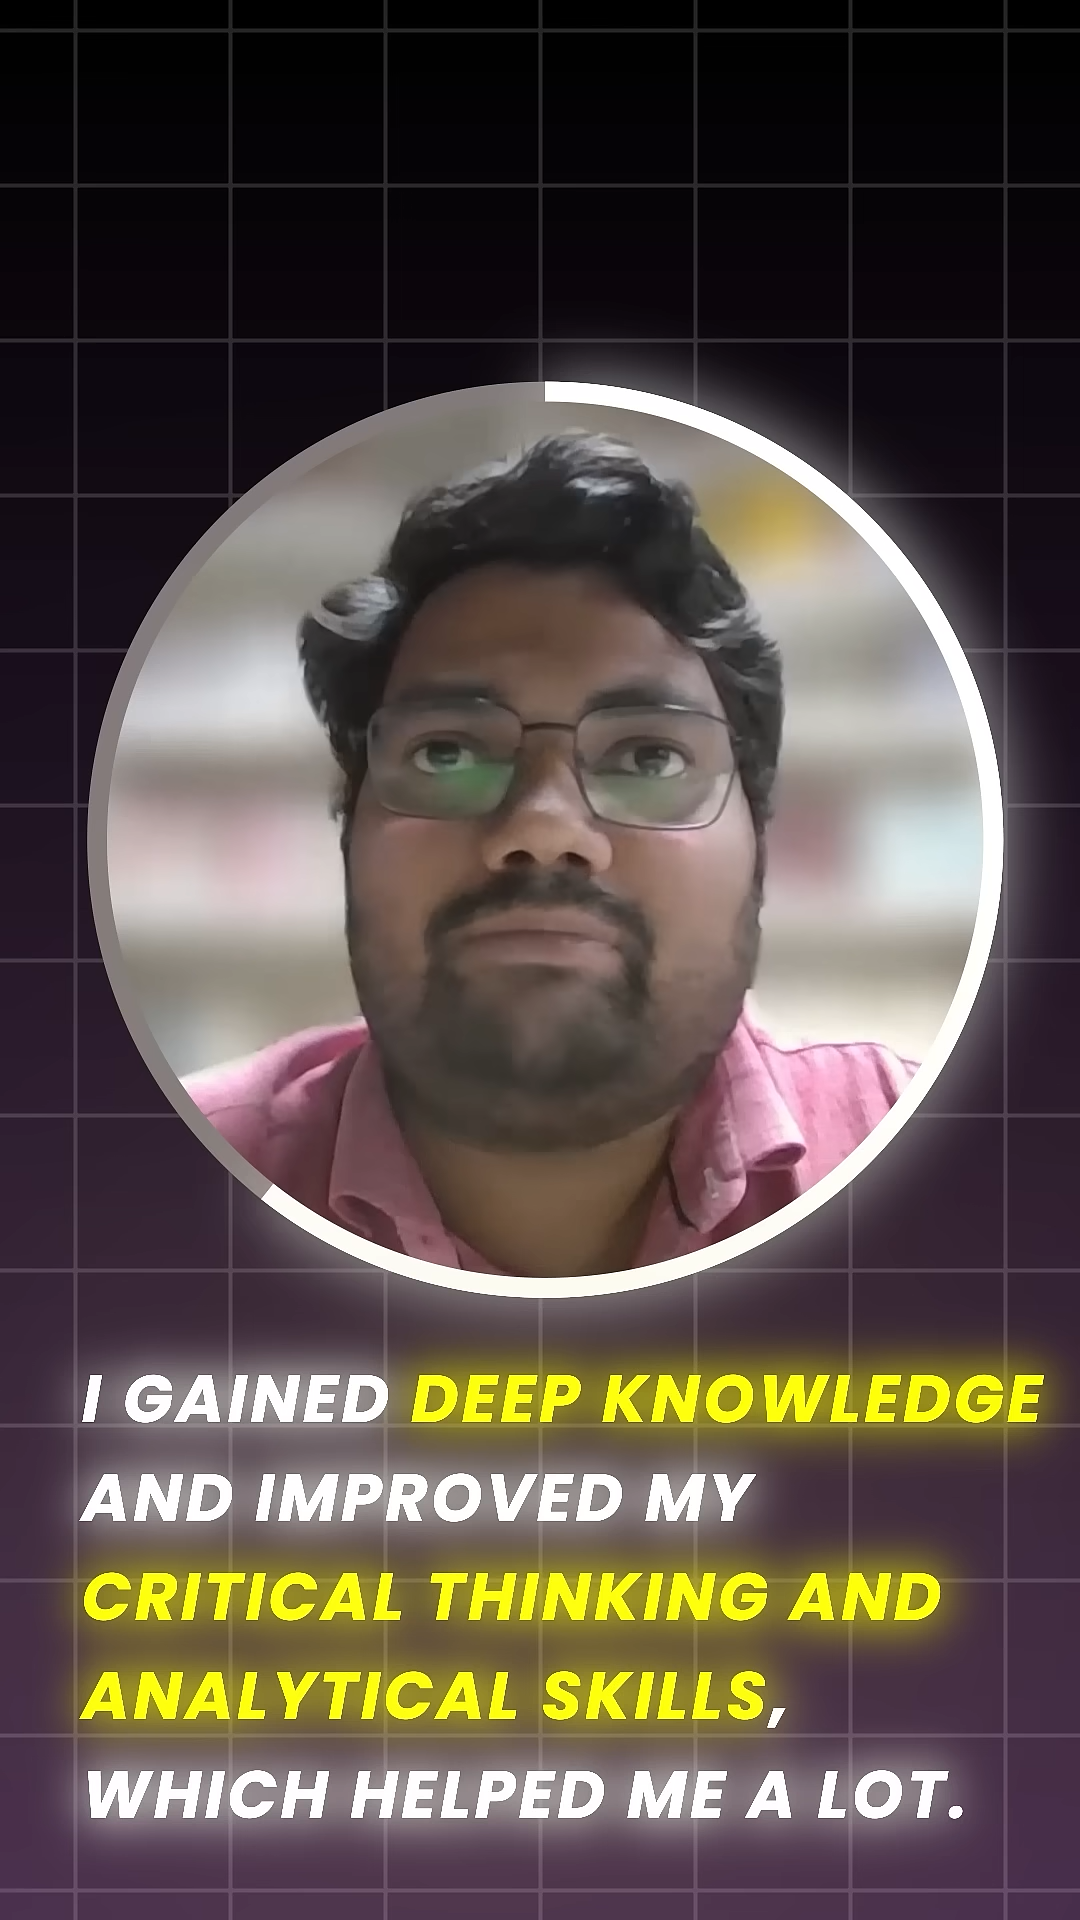 I GAINED DEEP KNOWLEDGE
AND IMPROVED MY
CRITICAL THINKING AND
ANALYTICAL SKILLS,
WHICH HELPED ME A LOT.